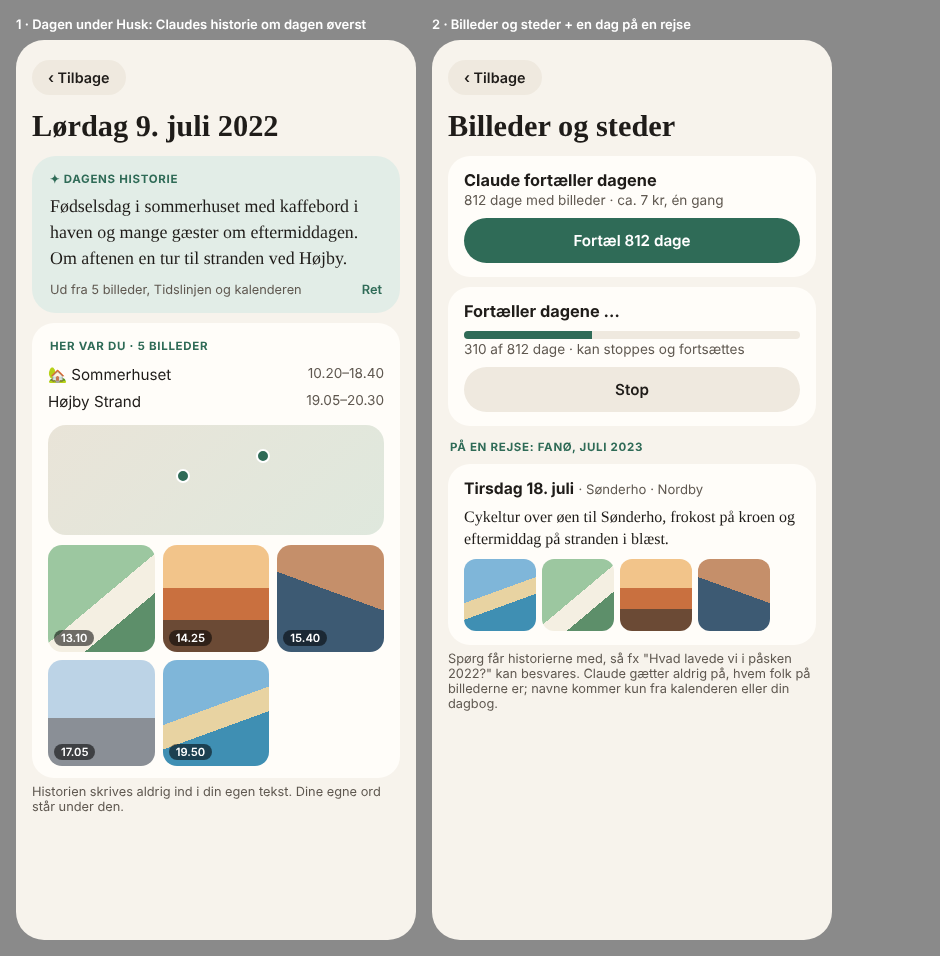 1 · Dagen under Husk: Claudes historie om dagen øverst
‹ Tilbage
Lørdag 9. juli 2022
✦ DAGENS HISTORIE
Fødselsdag i sommerhuset med kaffebord i
haven og mange gæster om eftermiddagen.
Om aftenen en tur til stranden ved Højby.
Ud fra 5 billeder, Tidslinjen og kalenderen
Ret
HER VAR DU · 5 BILLEDER
🏡 Sommerhuset
10.20–18.40
Højby Strand
19.05–20.30
13.10
14.25
15.40
17.05
19.50
Historien skrives aldrig ind i din egen tekst. Dine egne ord
står under den.
2 · Billeder og steder + en dag på en rejse
‹ Tilbage
Billeder og steder
Claude fortæller dagene
812 dage med billeder · ca. 7 kr, én gang
Fortæl 812 dage
Fortæller dagene …
310 af 812 dage · kan stoppes og fortsættes
Stop
PÅ EN REJSE: FANØ, JULI 2023
Tirsdag 18. juli · Sønderho · Nordby
Cykeltur over øen til Sønderho, frokost på kroen og
eftermiddag på stranden i blæst.
Spørg får historierne med, så fx "Hvad lavede vi i påsken
2022?" kan besvares. Claude gætter aldrig på, hvem folk på
billederne er; navne kommer kun fra kalenderen eller din
dagbog.